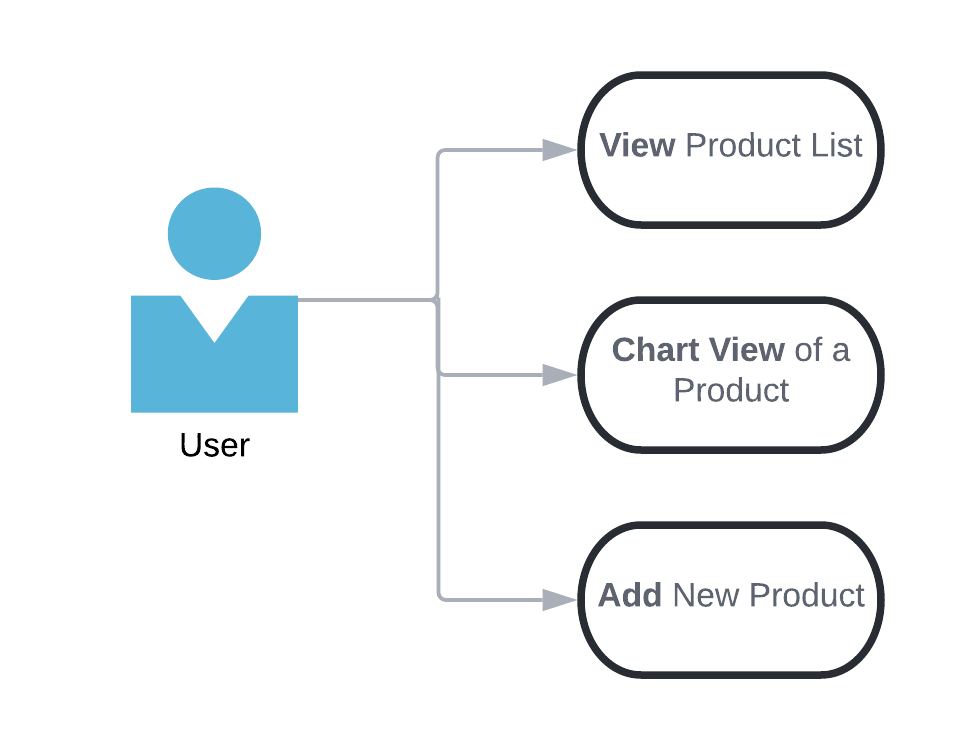 View Product List
Chart View of a
Product
User
Add New Product